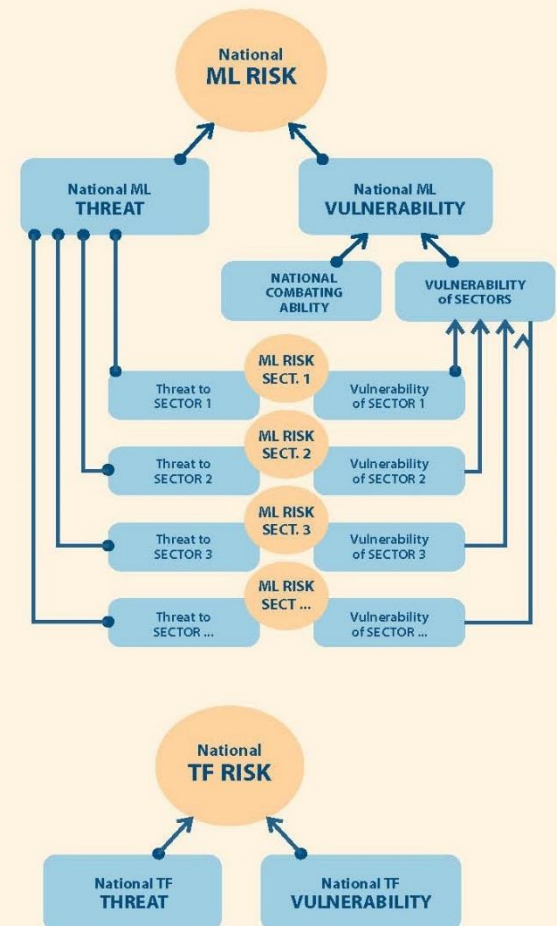 National
ML RISK
National ML
THREAT
National ML
VULNERABILITY
NATIONAL
COMBATING
ABILITY
VULNERABILITY
of SECTORS
Threat to
SECTOR 1
ML RISK
SECT. 1
Vulnerability
of SECTOR 1
Threat to
SECTOR 2
ML RISK
SECT. 2
Vulnerability
of SECTOR 2
Threat to
SECTOR 3
ML RISK
SECT. 3
Vulnerability
of SECTOR 3
Threat to
SECTOR ...
ML RISK
SECT ...
Vulnerability
of SECTOR ...
National
TF RISK
National TF
THREAT
National TF
VULNERABILITY